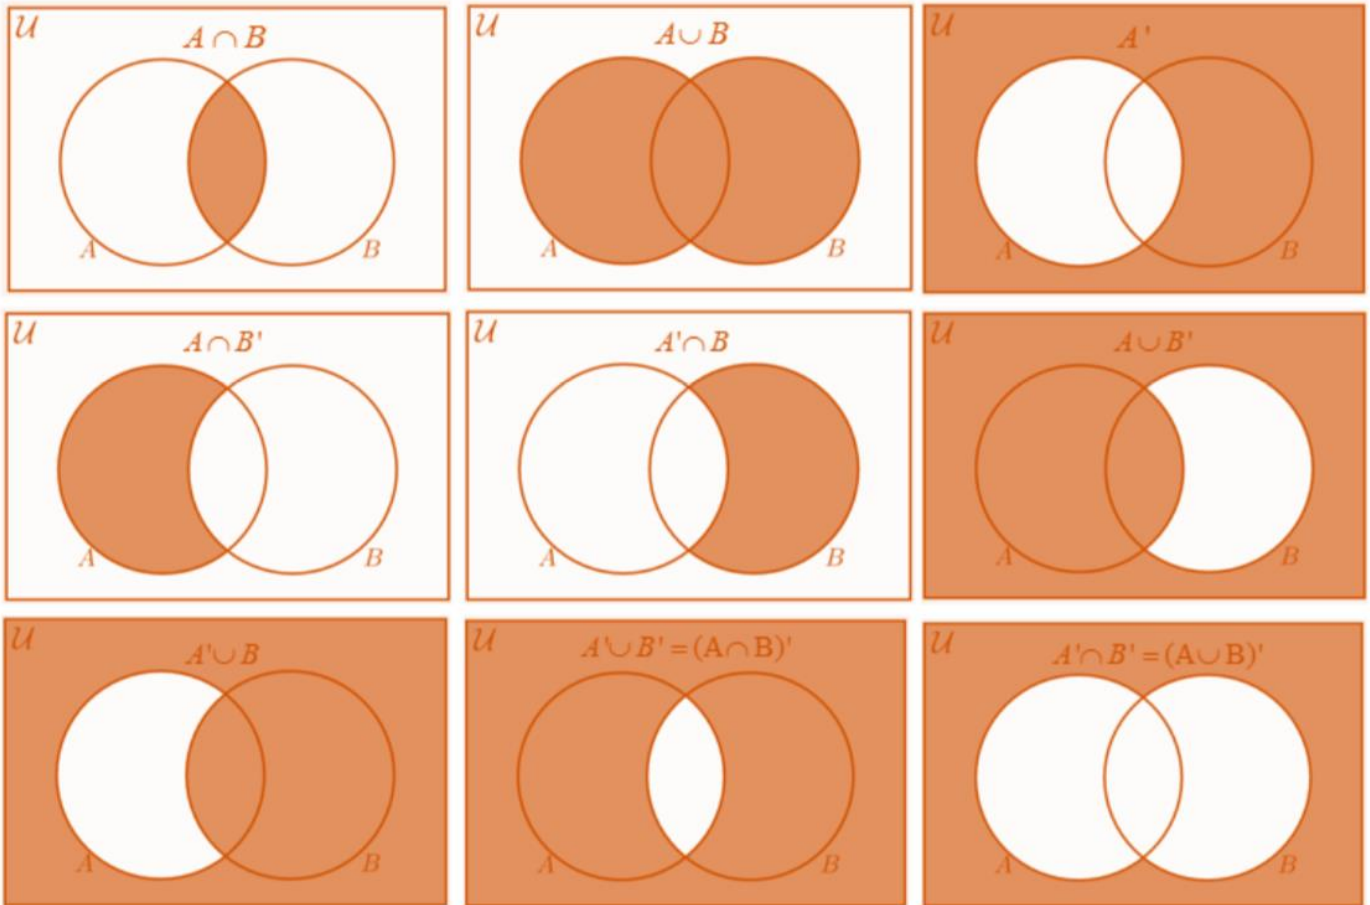 𝒰
A ∩ B
A B
𝒰
A ∪ B
A B
𝒰
A'
A B
𝒰
A ∩ B'
A B
𝒰
A' ∩ B
A B
𝒰
A ∪ B'
A B
𝒰
A' ∪ B
A B
𝒰
A' ∪ B' = (A ∩ B)'
A B
𝒰
A' ∩ B' = (A ∪ B)'
A B